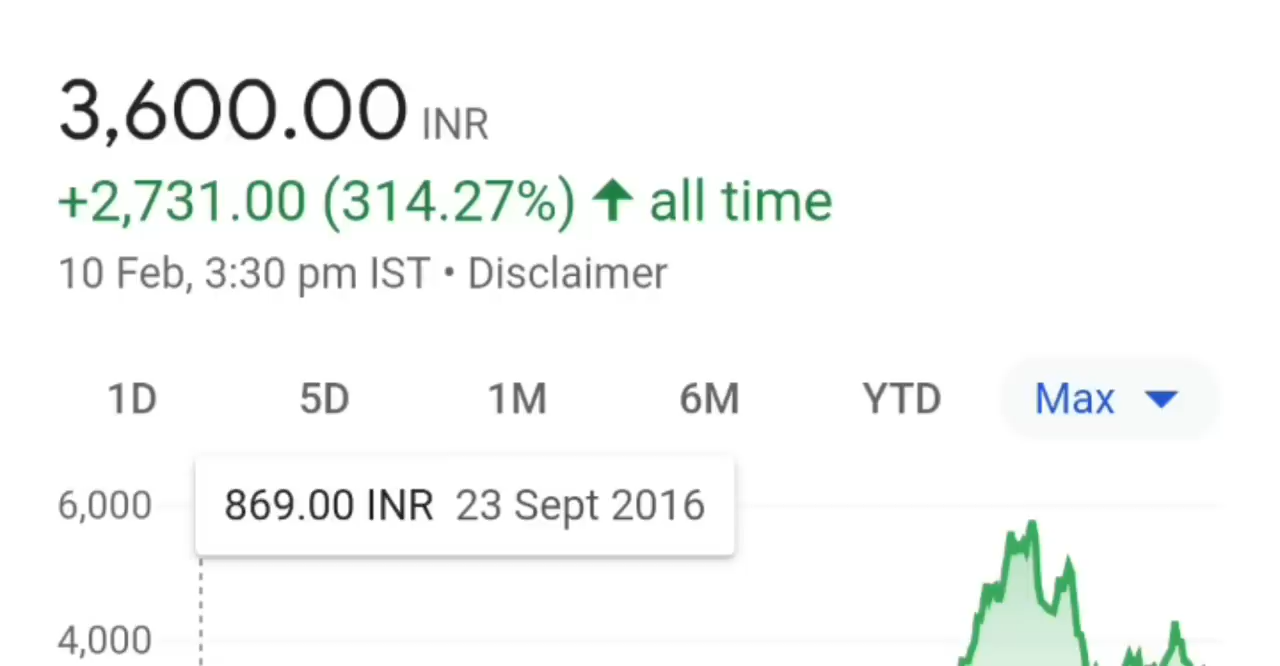 3,600.00 INR
+2,731.00 (314.27%) ↑ all time
10 Feb, 3:30 pm IST • Disclaimer
1D 5D 1M 6M YTD Max
869.00 INR 23 Sept 2016
6,000
4,000